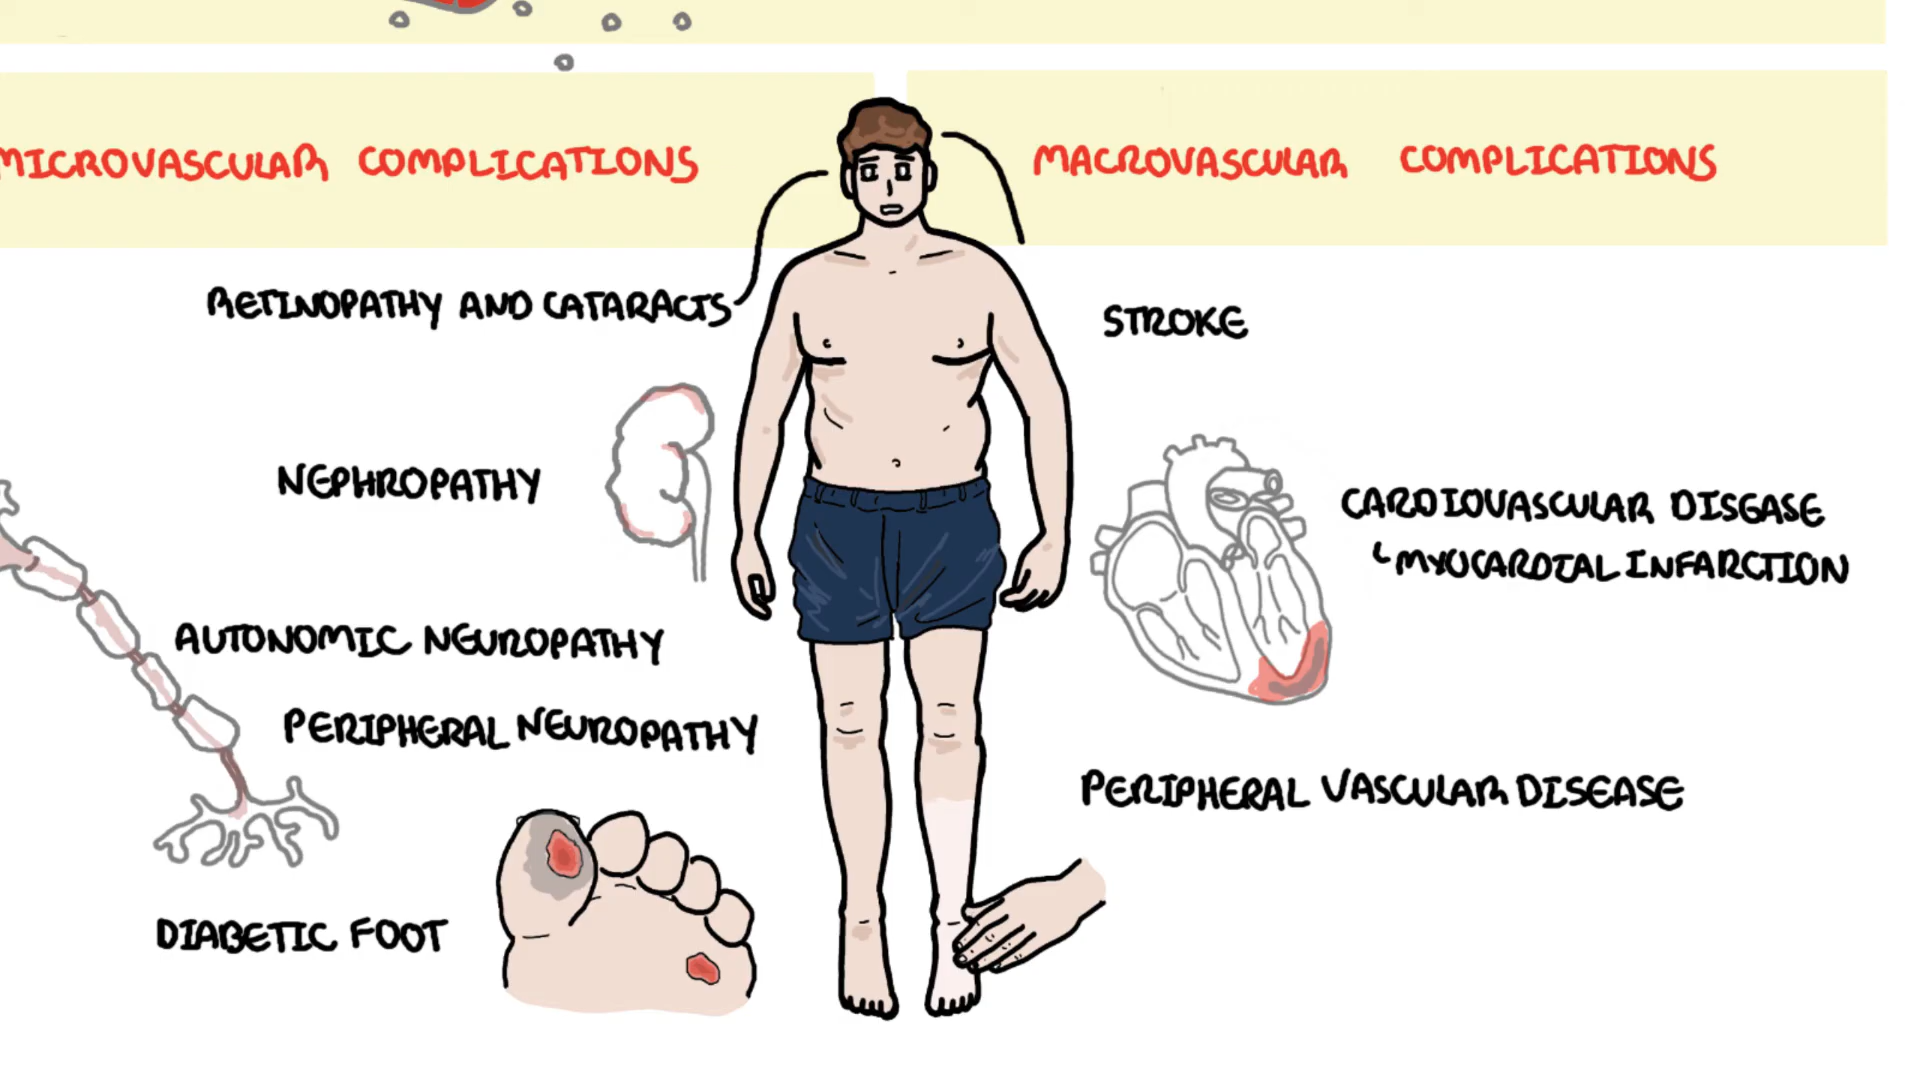 MICROVASCULAR COMPLICATIONS
MACROVASCULAR COMPLICATIONS
RETINOPATHY AND CATARACTS
STROKE
NEPHROPATHY
CARDIOVASCULAR DISEASE
MYOCARDIAL INFARCTION
AUTONOMIC NEUROPATHY
PERIPHERAL NEUROPATHY
PERIPHERAL VASCULAR DISEASE
DIABETIC FOOT